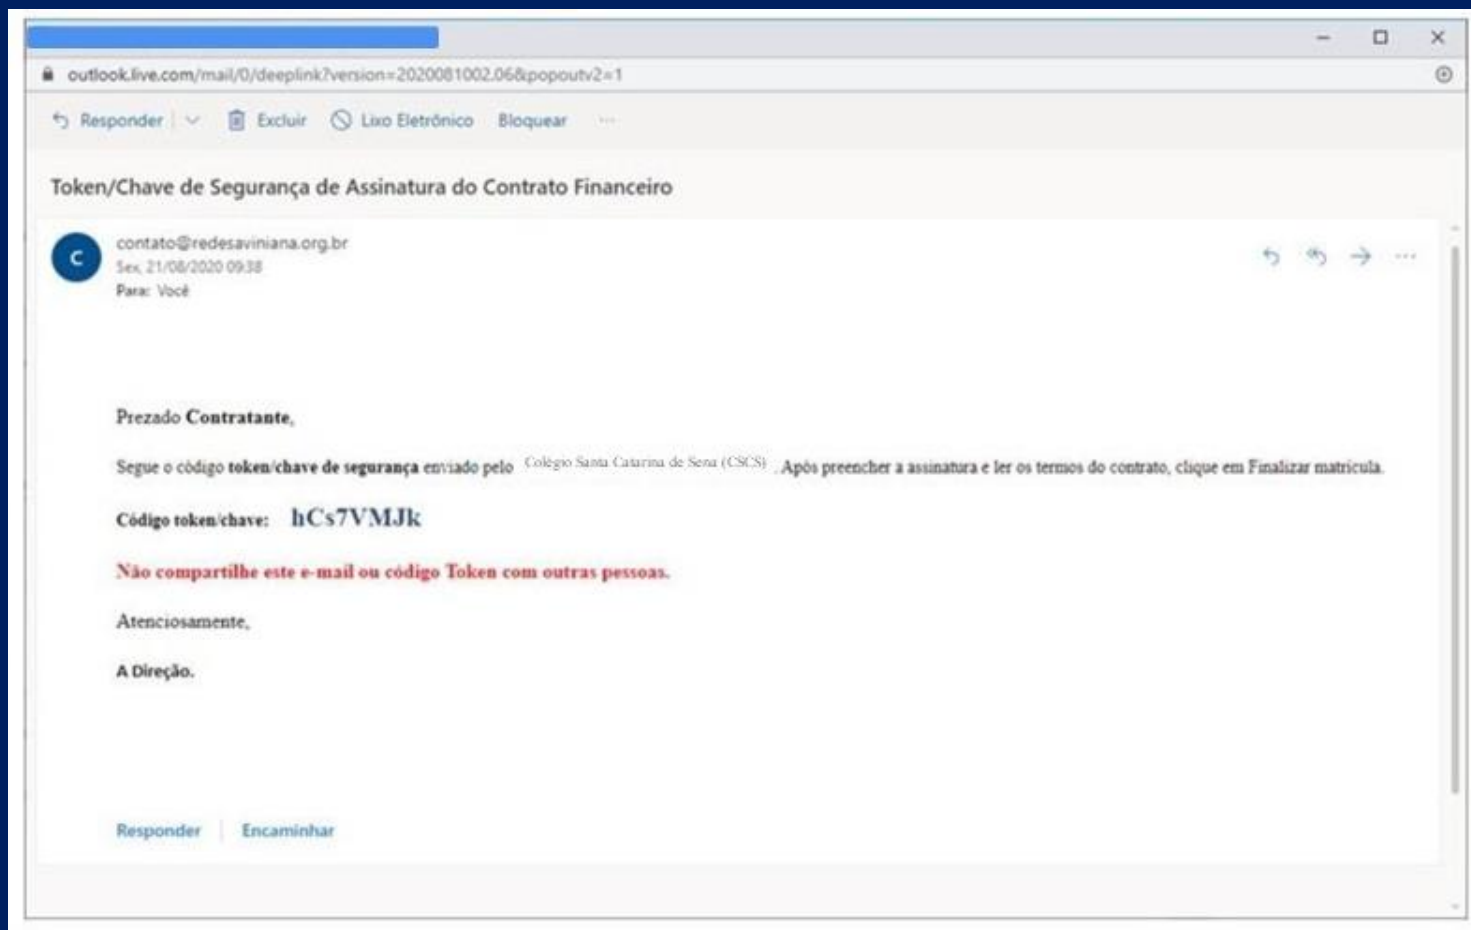 outlook.live.com/mail/0/deeplink?version=2020081002.06&popoutv2=1
Responder Excluir Lixo Eletrônico Bloquear ...
Token/Chave de Segurança de Assinatura do Contrato Financeiro
C
contato@redesaviniana.org.br
Sex, 21/08/2020 09:38
Para: Você
...
Prezado Contratante,
Segue o código token/chave de segurança enviado pelo Colégio Santa Catarina de Sena (CSCS) . Após preencher a assinatura e ler os termos do contrato, clique em Finalizar matrícula.
Código token/chave: hCs7VMJk
Não compartilhe este e-mail ou código Token com outras pessoas.
Atenciosamente,
A Direção.
Responder Encaminhar